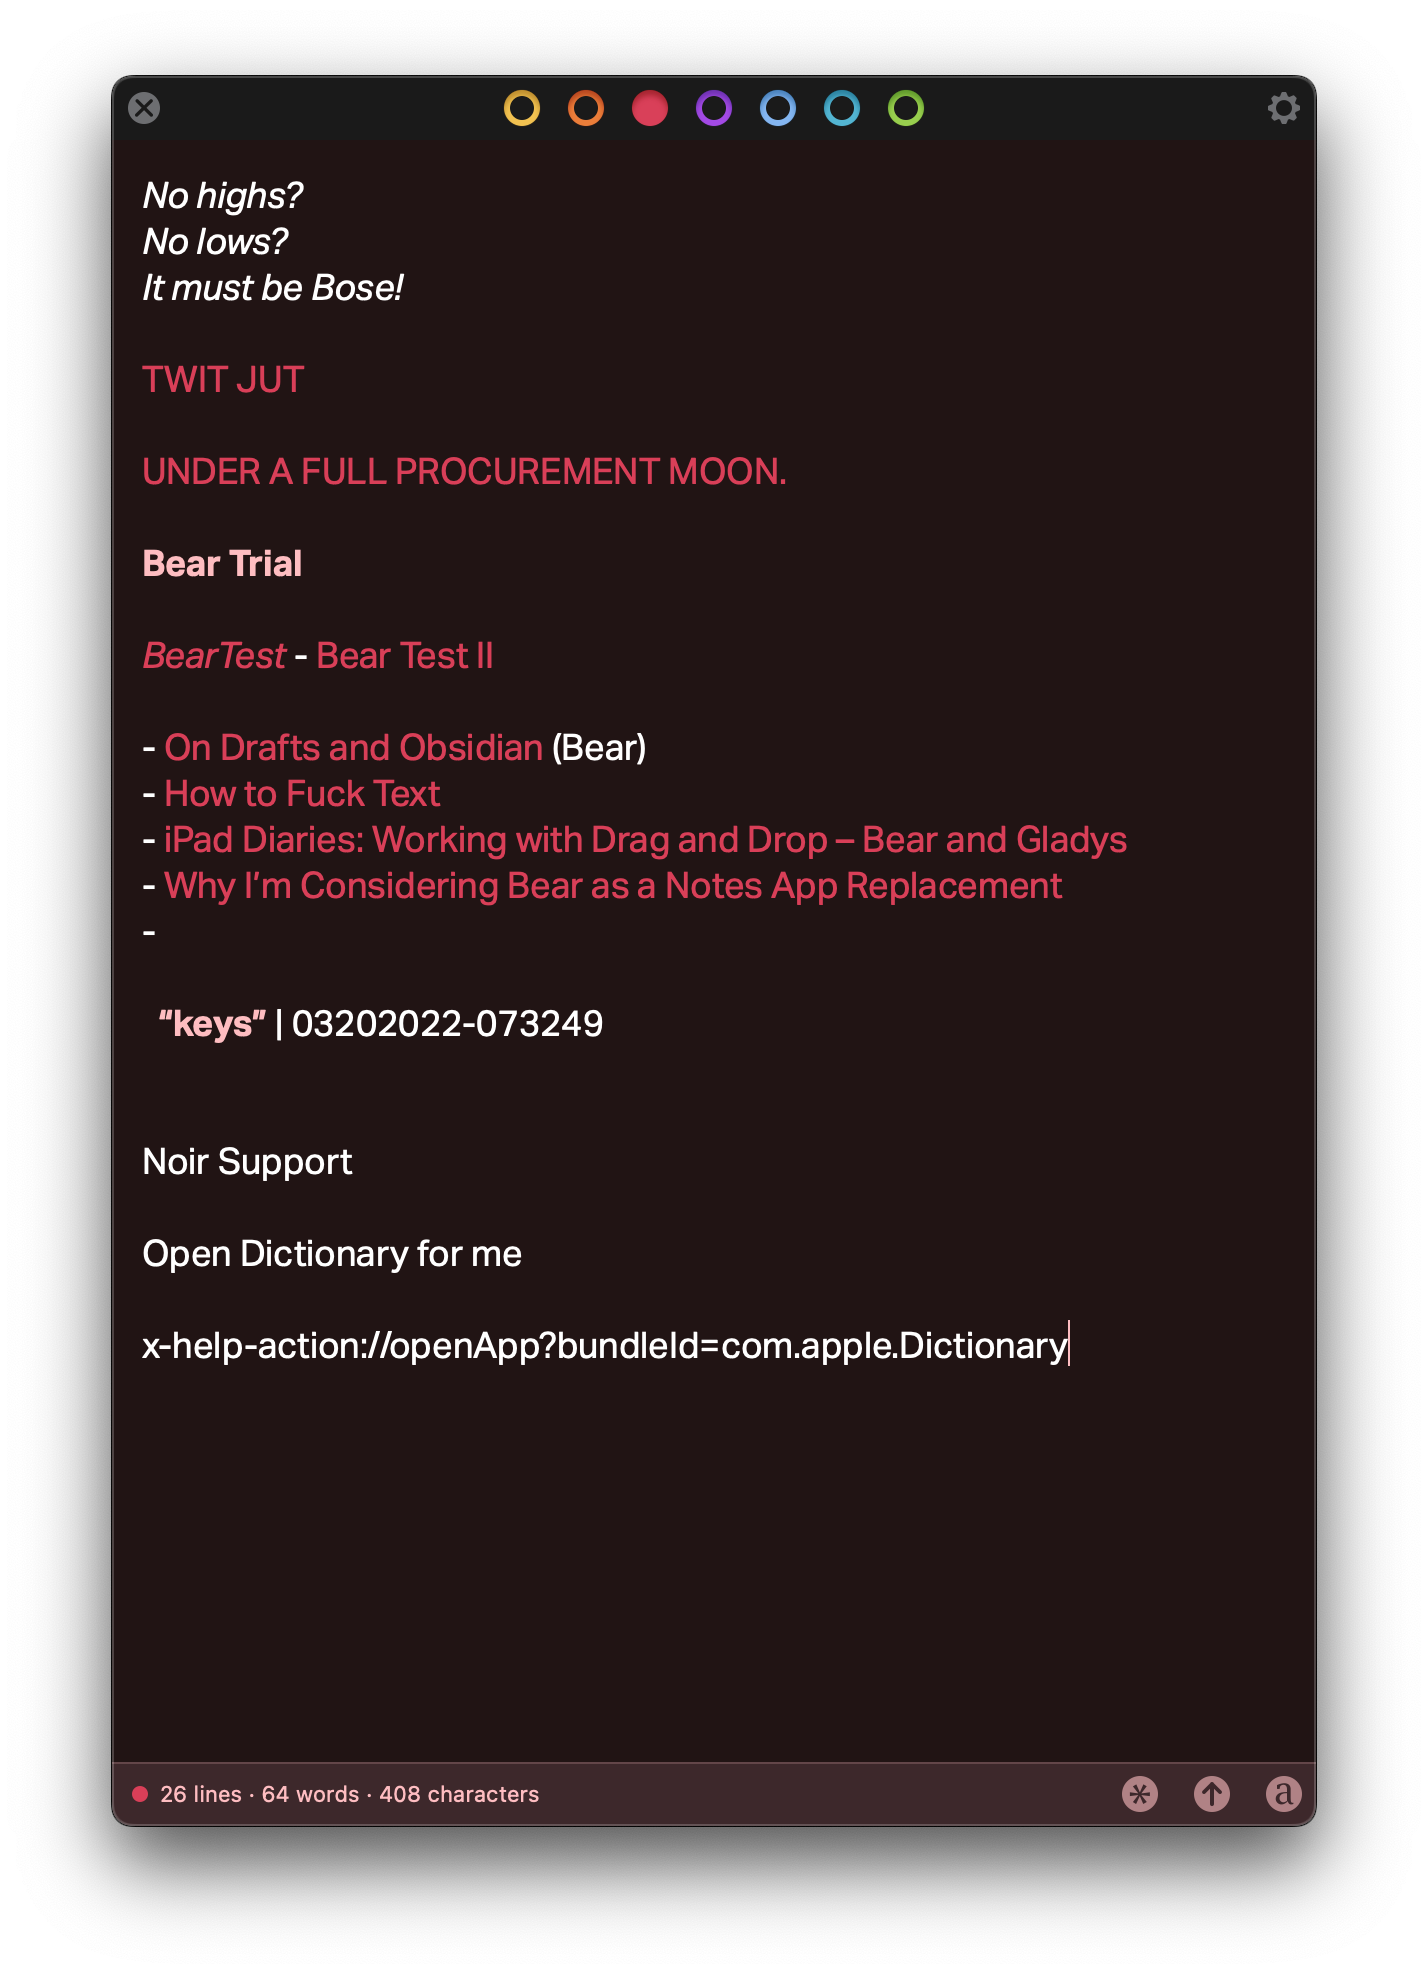 No highs?
No lows?
It must be Bose!
TWIT JUT
UNDER A FULL PROCUREMENT MOON.
Bear Trial
BearTest - Bear Test II
- On Drafts and Obsidian (Bear)
- How to Fuck Text
- iPad Diaries: Working with Drag and Drop – Bear and Gladys
- Why I’m Considering Bear as a Notes App Replacement
-
“keys” | 03202022-073249
Noir Support
Open Dictionary for me
x-help-action://openApp?bundleId=com.apple.Dictionary
26 lines · 64 words · 408 characters
a